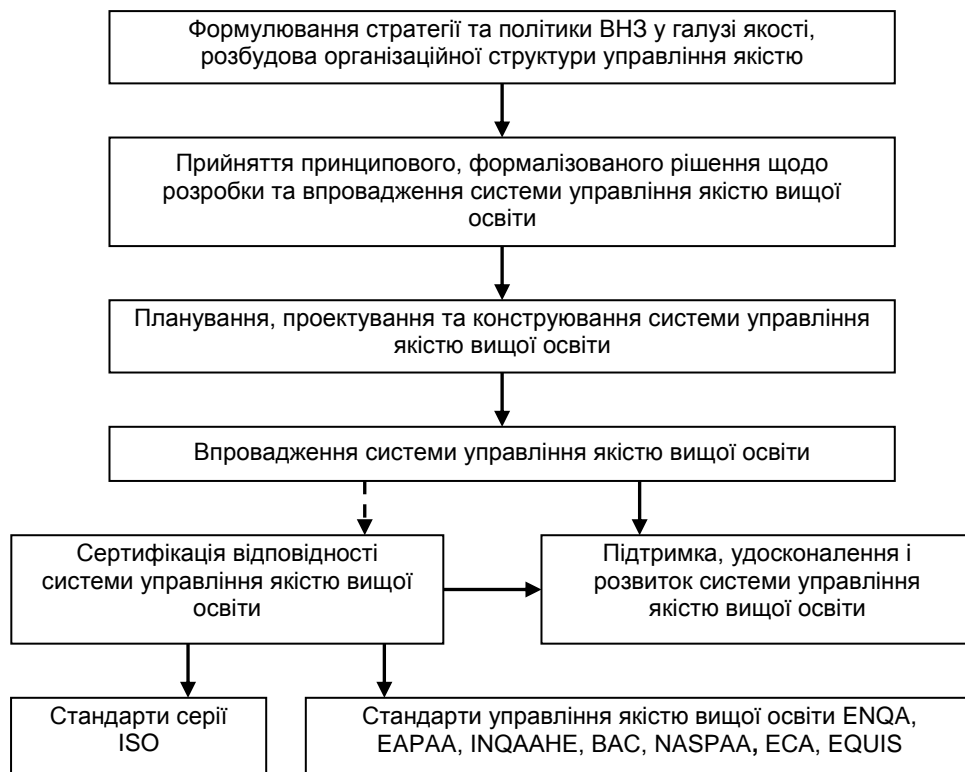 Формулювання стратегії та політики ВНЗ у галузі якості,
розбудова організаційної структури управління якістю
Прийняття принципового, формалізованого рішення щодо
розробки та впровадження системи управління якістю вищої
освіти
Планування, проектування та конструювання системи управління
якістю вищої освіти
Впровадження системи управління якістю вищої освіти
Сертифікація відповідності
системи управління якістю вищої
освіти
Підтримка, удосконалення і
розвиток системи управління
якістю вищої освіти
Стандарти серії
ISO
Стандарти управління якістю вищої освіти ENQA,
EAPAA, INQAAHE, BAC, NASPAA, ECA, EQUIS